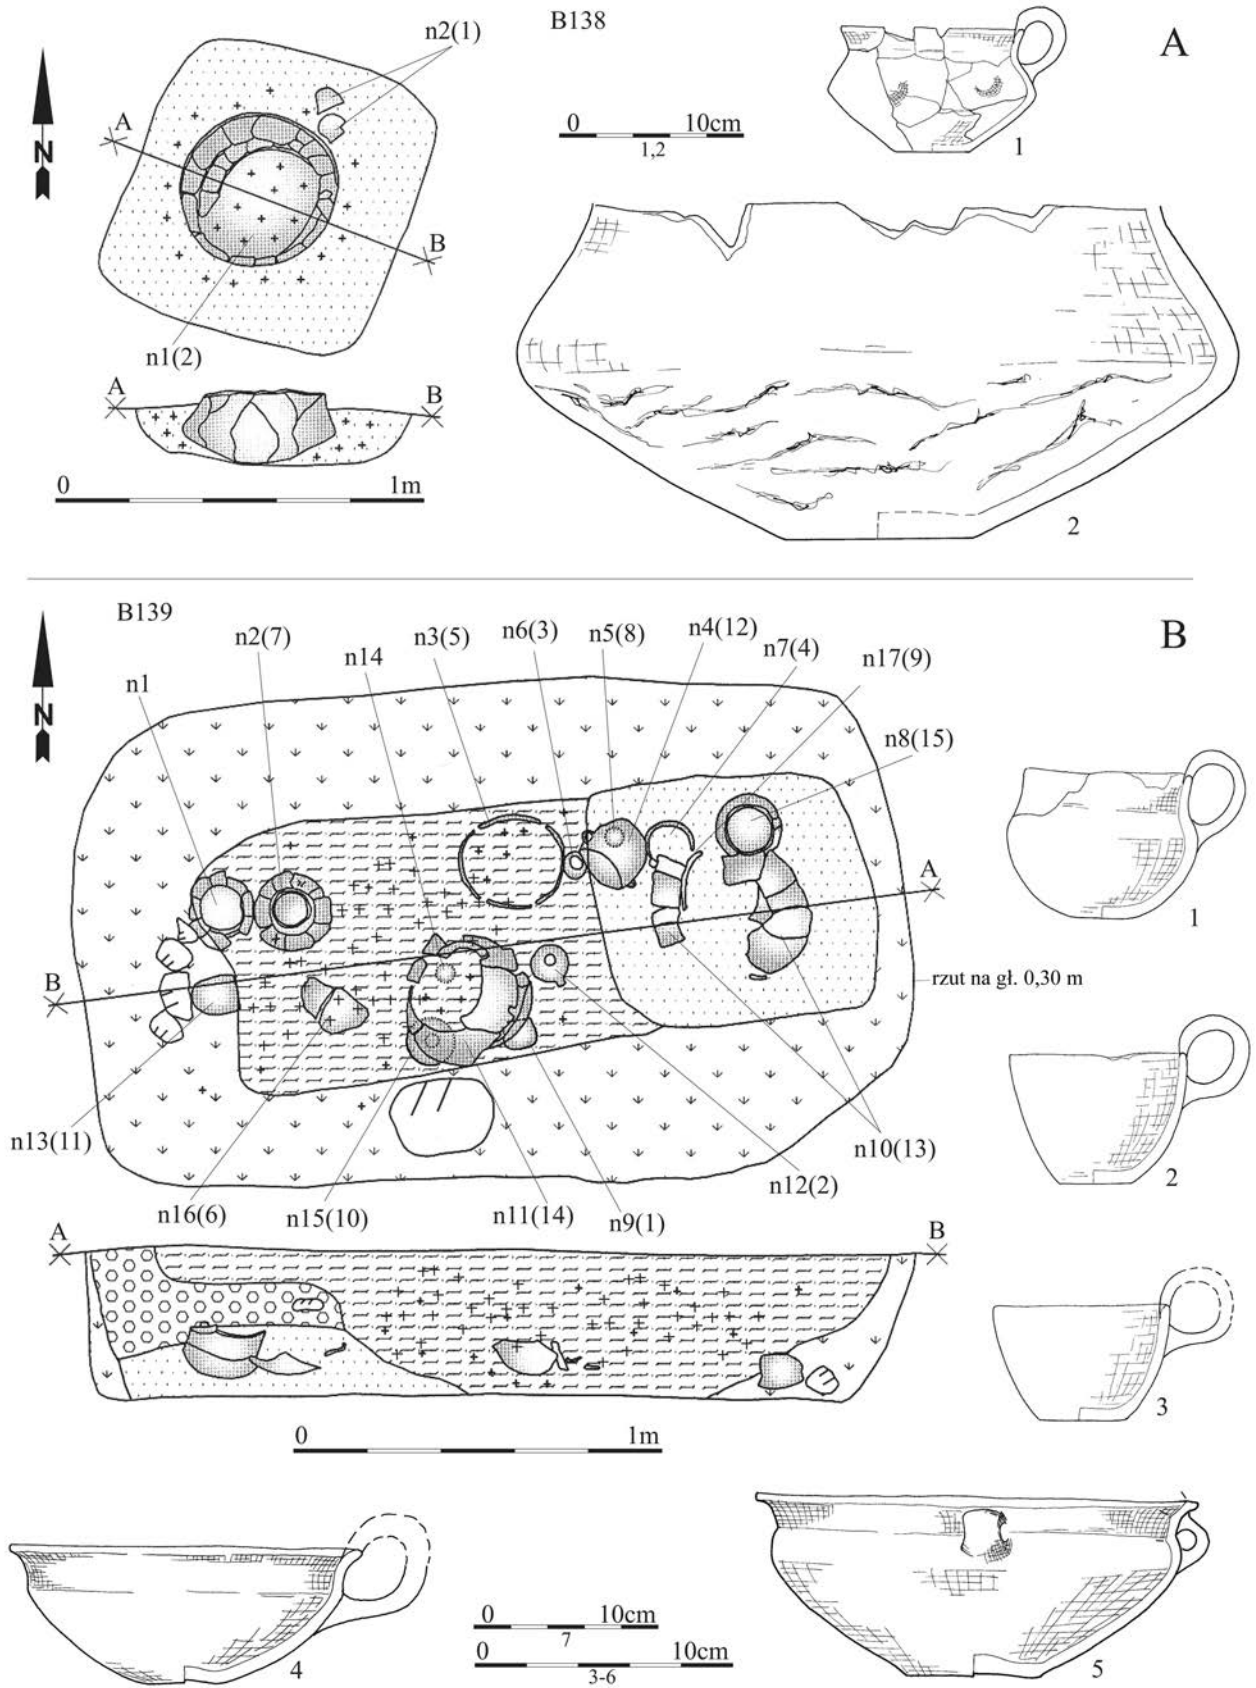 B138
A
n2(1)
N
A
B
n1(2)
A
B
0 1m
0 10cm
1,2
1
2
B139
B
N
n1
n2(7)
n14
n3(5)
n6(3)
n5(8)
n4(12)
n7(4)
n17(9)
n8(15)
A
B
rzut na gł. 0,30 m
n13(11)
n16(6)
n15(10)
n11(14)
n9(1)
n12(2)
n10(13)
A
B
0 1m
1
2
3
4
0 10cm
7
0 10cm
3-6
5